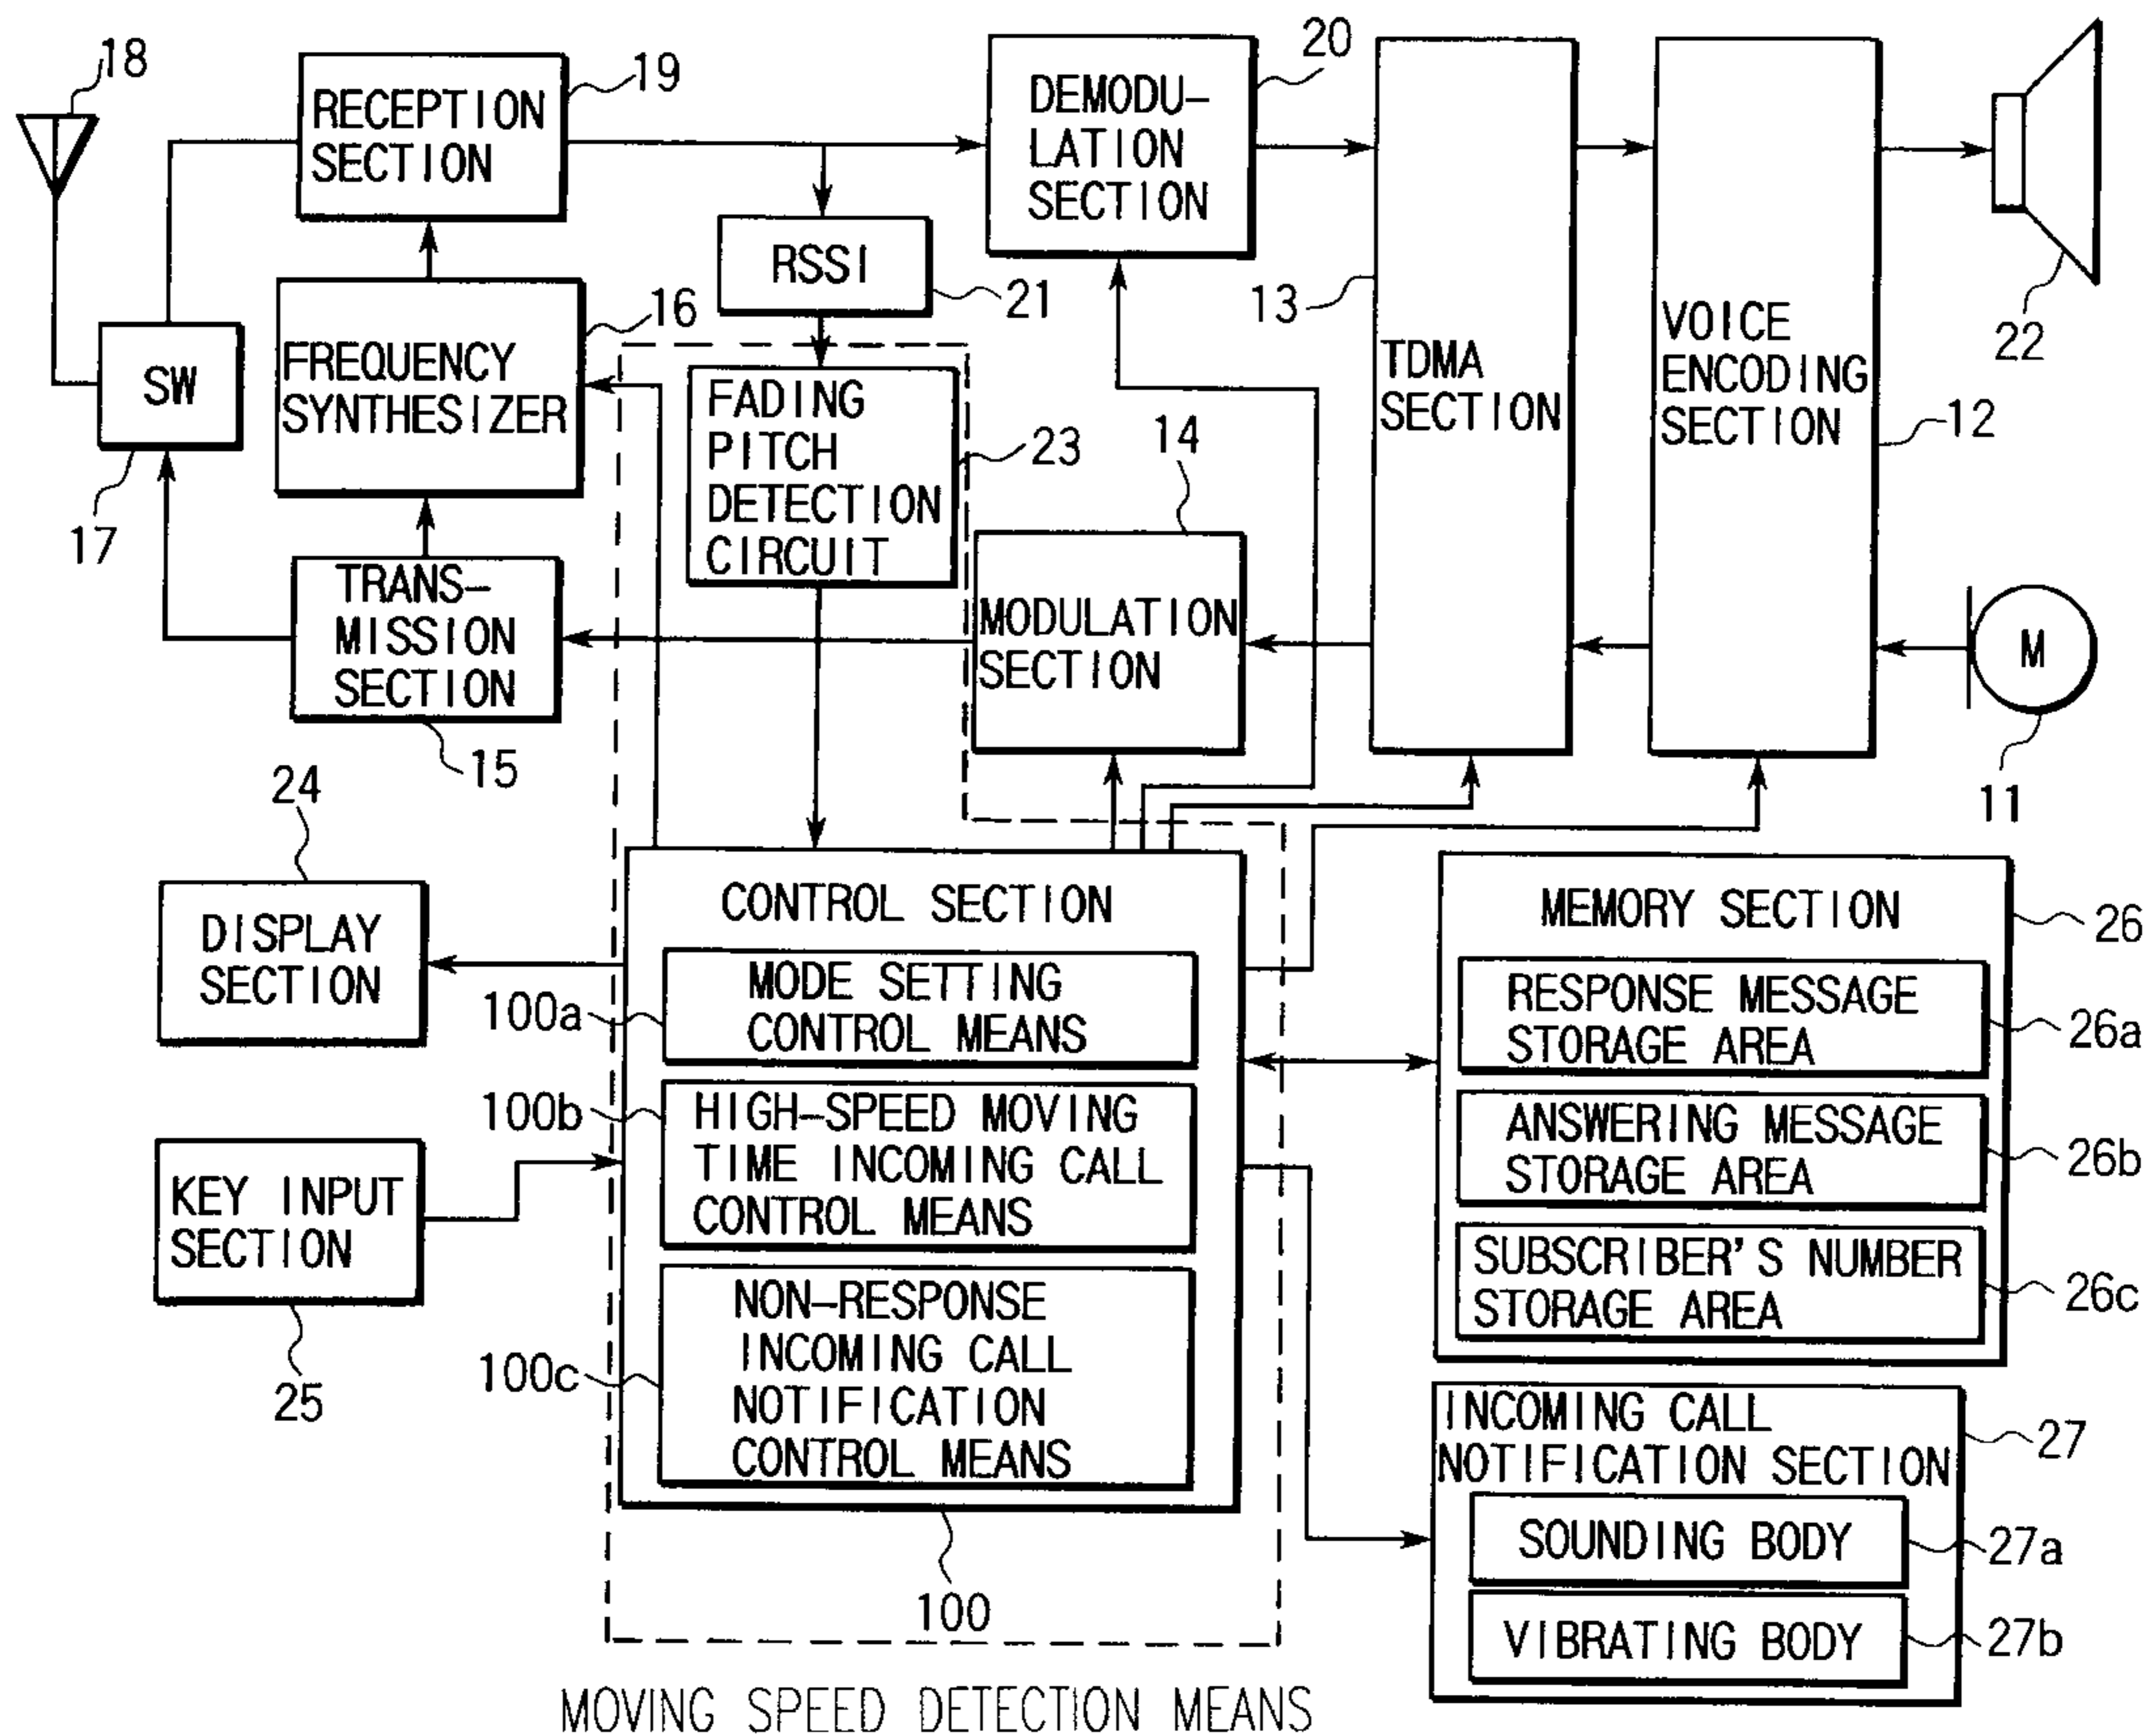 18
RECEPTION
SECTION
19
DEMODU-
LATION
SECTION
20
RSSI
21
13
TDMA
SECTION
VOICE
ENCODING
SECTION
12
22
SW
17
FREQUENCY
SYNTHESIZER
16
FADING
PITCH
DETECTION
CIRCUIT
23
14
MODULATION
SECTION
TRANS-
MISSION
SECTION
15
M
11
24
DISPLAY
SECTION
KEY INPUT
SECTION
25
CONTROL SECTION
100a
MODE SETTING
CONTROL MEANS
100b
HIGH-SPEED MOVING
TIME INCOMING CALL
CONTROL MEANS
100c
NON-RESPONSE
INCOMING CALL
NOTIFICATION
CONTROL MEANS
100
MEMORY SECTION
26
RESPONSE MESSAGE
STORAGE AREA
26a
ANSWERING MESSAGE
STORAGE AREA
26b
SUBSCRIBER'S NUMBER
STORAGE AREA
26c
INCOMING CALL
NOTIFICATION SECTION
27
SOUNDING BODY
27a
VIBRATING BODY
27b
MOVING SPEED DETECTION MEANS